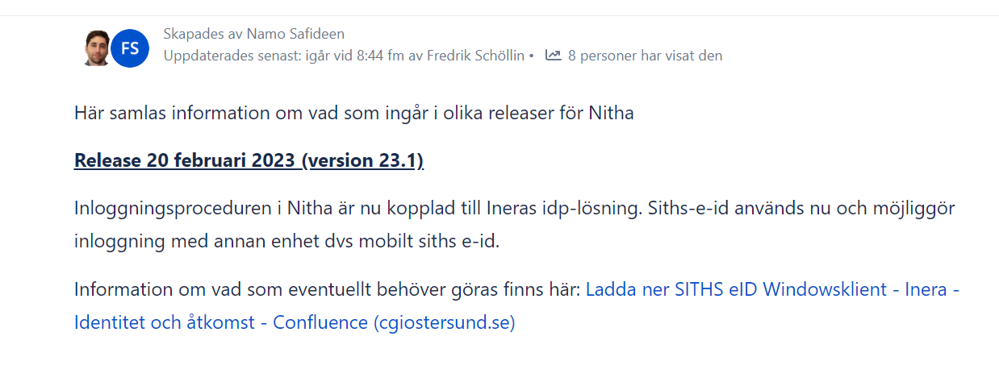 FS
Skapades av Namo Safideen
Uppdaterades senast: igår vid 8:44 fm av Fredrik Schöllin • 8 personer har visat den
Här samlas information om vad som ingår i olika releaser för Nitha
Release 20 februari 2023 (version 23.1)
Inloggningsproceduren i Nitha är nu kopplad till Ineras idp-lösning. Siths-e-id används nu och möjliggör
inloggning med annan enhet dvs mobilt siths e-id.
Information om vad som eventuellt behöver göras finns här: Ladda ner SITHS eID Windowsklient - Inera -
Identitet och åtkomst - Confluence (cgiostersund.se)